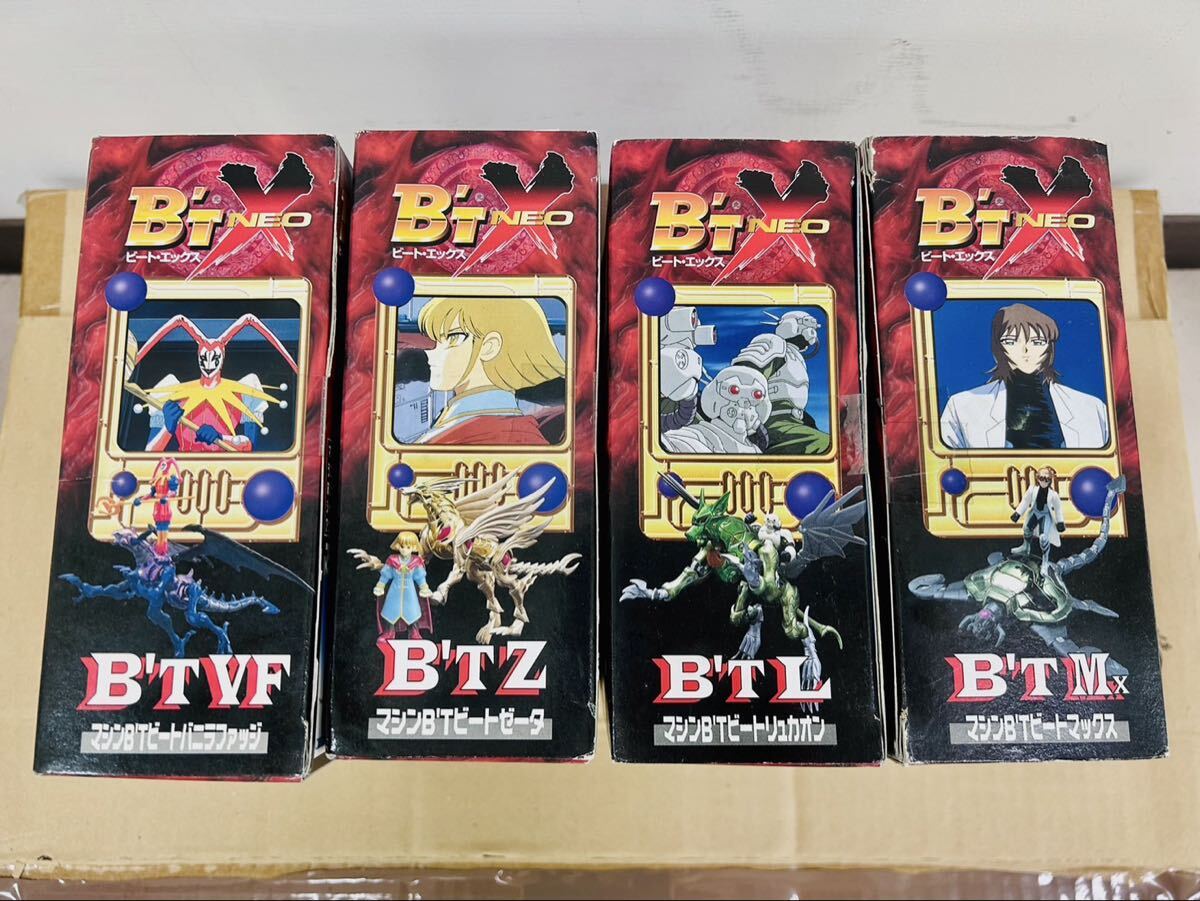 B'T X NEO
ビート・エックス
B'T VF
マシンB'Tビートバニラファッジ
B'T X NEO
ビート・エックス
B'T Z
マシンB'Tビートゼータ
B'T X NEO
ビート・エックス
B'T L
マシンB'Tビートリュカオン
B'T X NEO
ビート・エックス
B'T Mx
マシンB'Tビートマックス